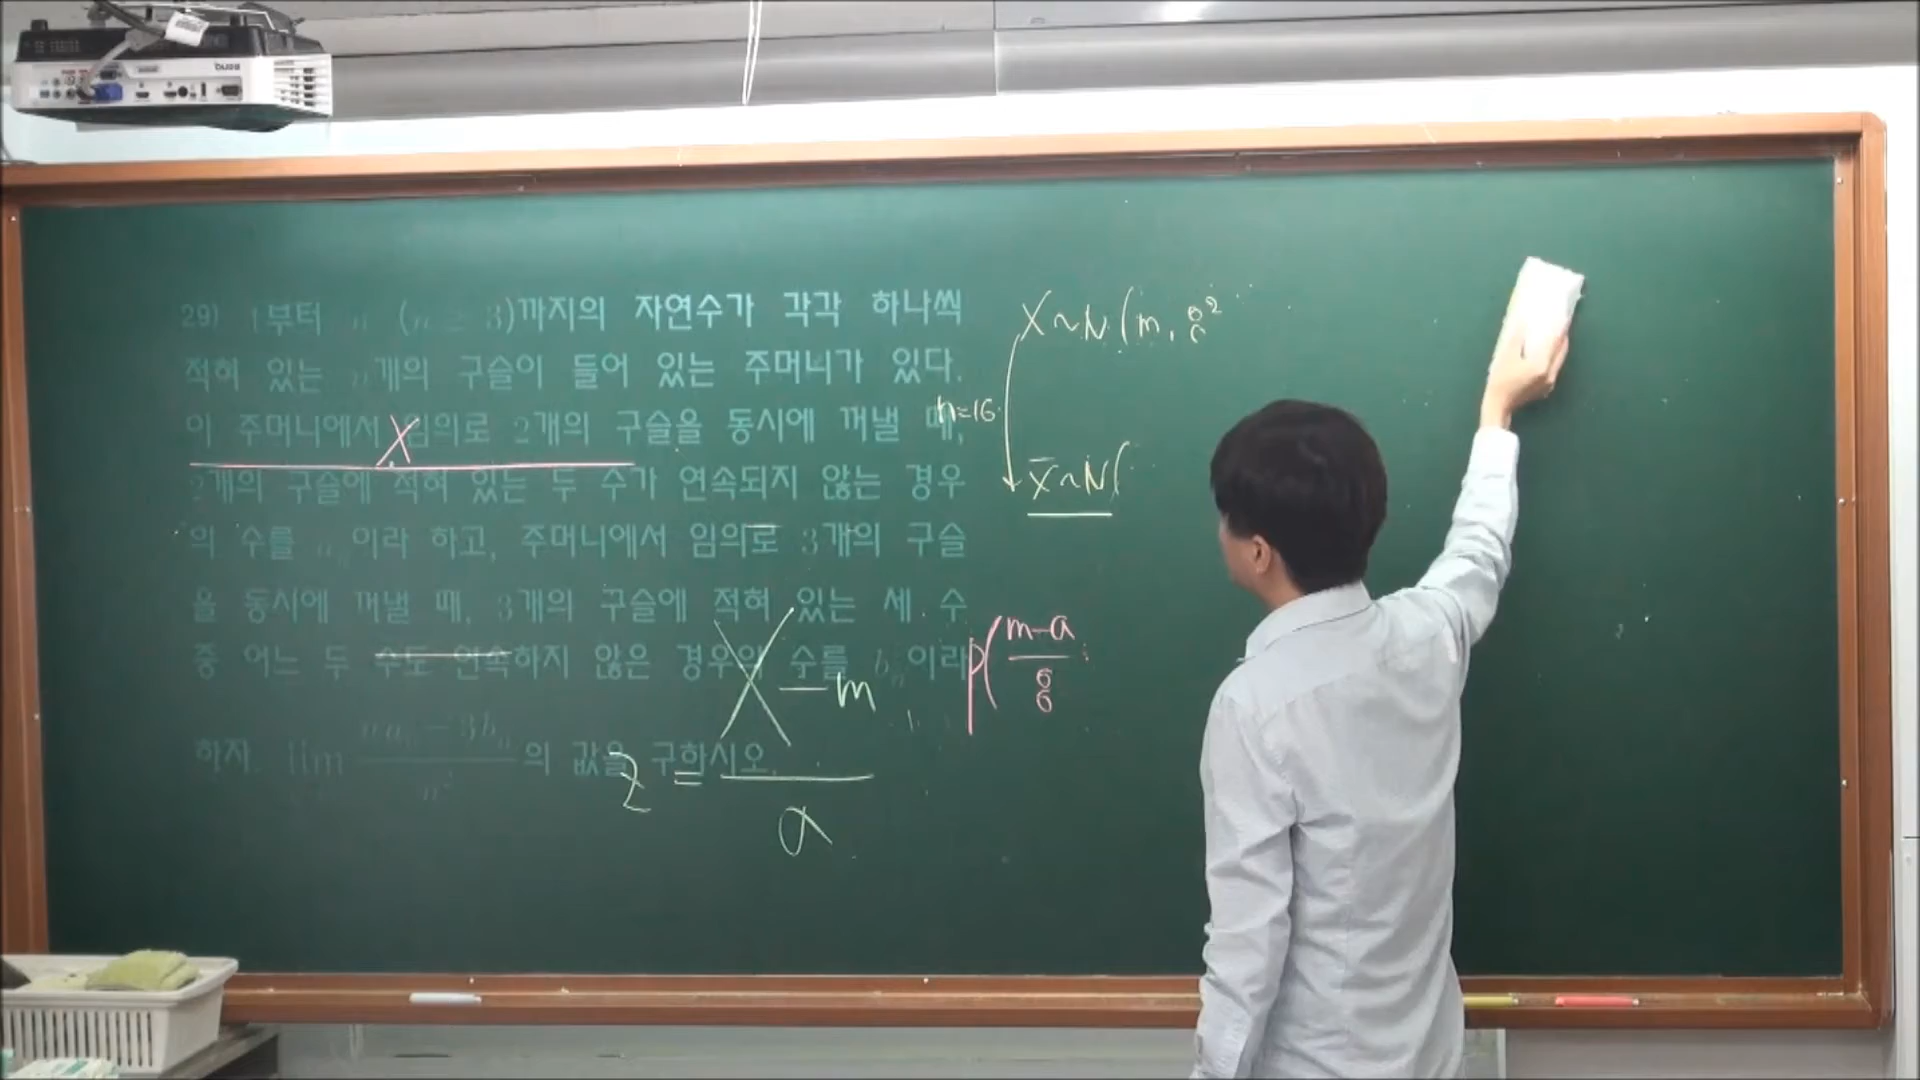 29) 1부터 n (n ≥ 3)까지의 자연수가 각각 하나씩
적혀 있는 n개의 구슬이 들어 있는 주머니가 있다.
이 주머니에서 임의로 2개의 구슬을 동시에 꺼낼 때,
2개의 구슬에 적혀 있는 두 수가 연속되지 않는 경우
의 수를 aₙ이라 하고, 주머니에서 임의로 3개의 구슬
을 동시에 꺼낼 때, 3개의 구슬에 적혀 있는 세 수
중 어느 두 수도 연속하지 않은 경우의 수를 bₙ이라
하자. lim 의 값을 구하시오.
X
Z = (X-m)/σ
X~N(m, 2
n=16
X̄~N(
P(m-a
BenQ